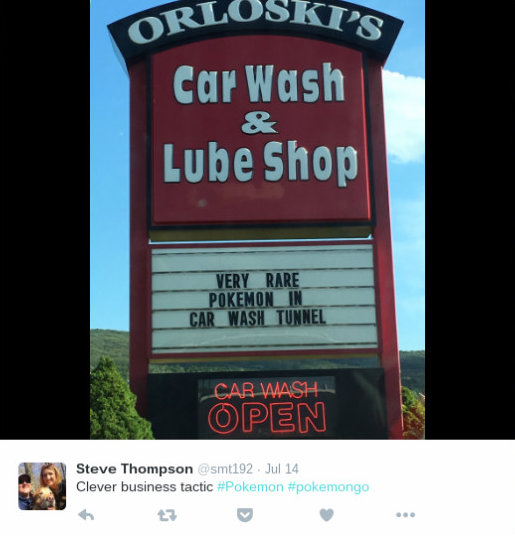 ORLOSKI'S
Car Wash
&
Lube Shop
VERY RARE
POKEMON IN
CAR WASH TUNNEL
CAR WASH
OPEN
Steve Thompson @smt192 · Jul 14
Clever business tactic #Pokemon #pokemongo